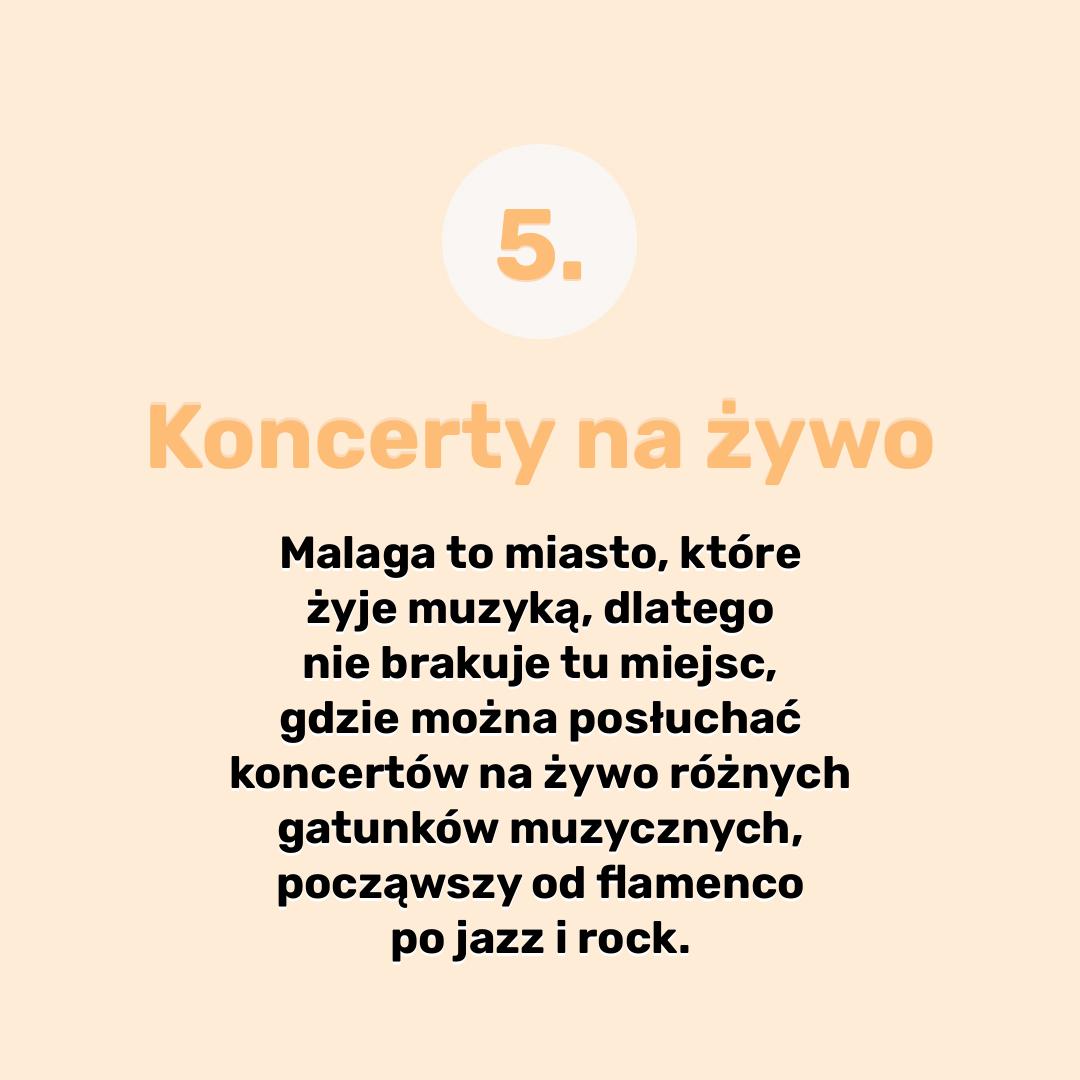 5.
Koncerty na żywo
Malaga to miasto, które
żyje muzyką, dlatego
nie brakuje tu miejsc,
gdzie można posłuchać
koncertów na żywo różnych
gatunków muzycznych,
począwszy od flamenco
po jazz i rock.